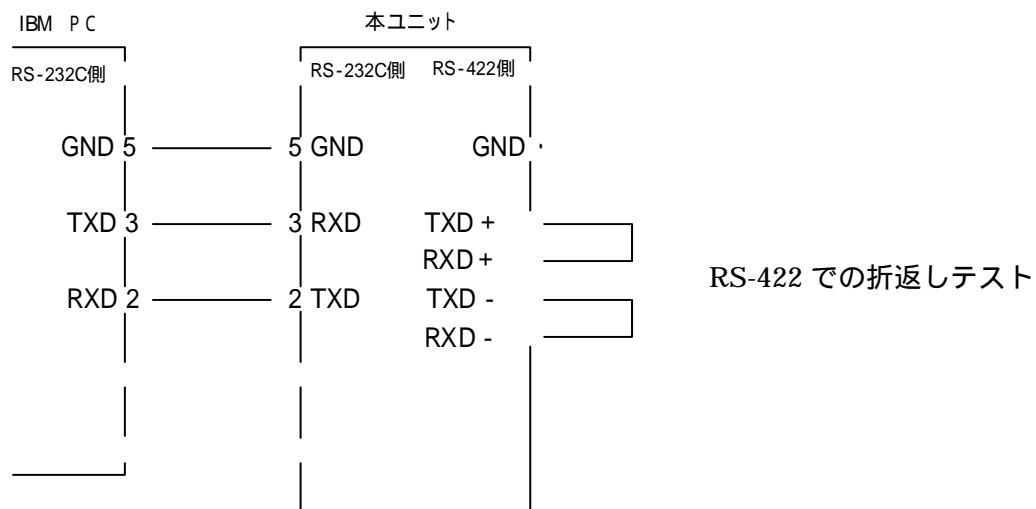 IBM PC 本ユニット
RS-232C側 RS-232C側 RS-422側
GND 5 5 GND GND
TXD 3 3 RXD TXD +
RXD +
RS-422 での折返しテスト
RXD 2 2 TXD TXD -
RXD -